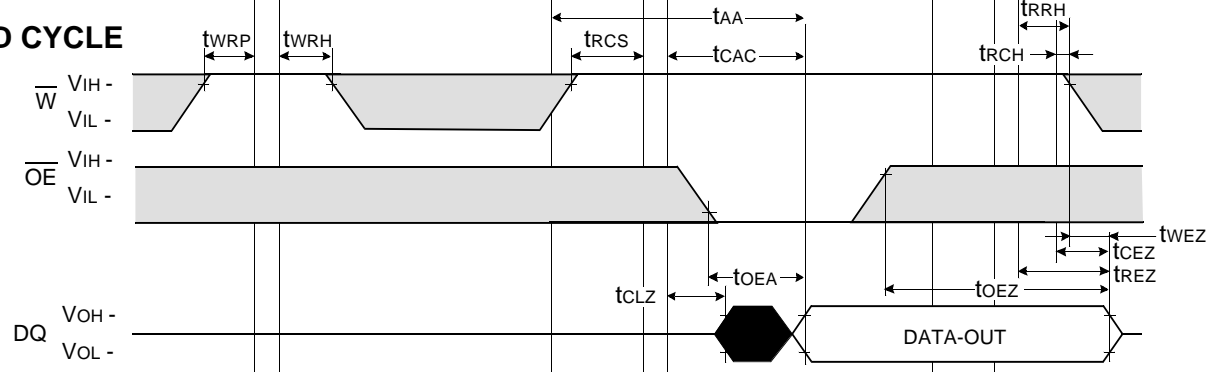 D CYCLE
tWRP
tWRH
tRCS
tAA
tCAC
tRRH
tRCH
W
VIH -
VIL -
OE
VIH -
VIL -
tWEZ
tCEZ
tREZ
tOEZ
tOEA
tCLZ
DQ
VOH -
VOL -
DATA-OUT